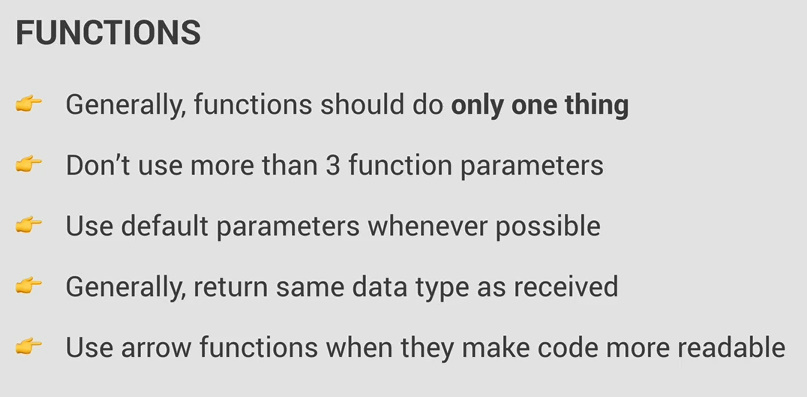 FUNCTIONS
👉 Generally, functions should do only one thing
👉 Don’t use more than 3 function parameters
👉 Use default parameters whenever possible
👉 Generally, return same data type as received
👉 Use arrow functions when they make code more readable